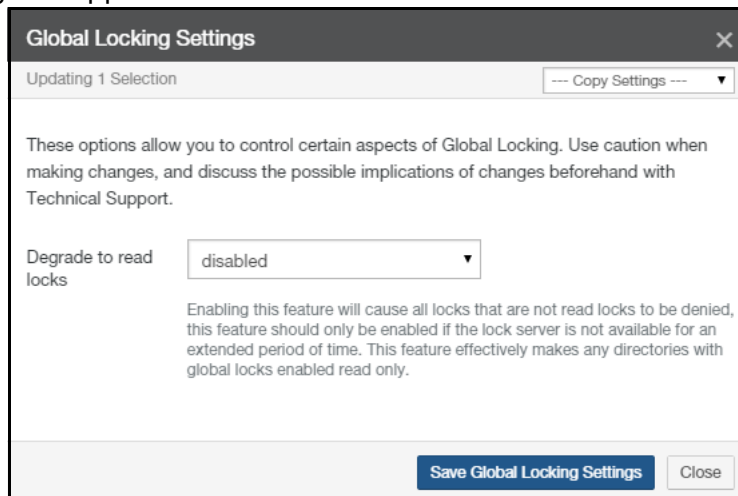 Global Locking Settings
Updating 1 Selection
--- Copy Settings ---
These options allow you to control certain aspects of Global Locking. Use caution when
making changes, and discuss the possible implications of changes beforehand with
Technical Support.
Degrade to read
locks
disabled
Enabling this feature will cause all locks that are not read locks to be denied,
this feature should only be enabled if the lock server is not available for an
extended period of time. This feature effectively makes any directories with
global locks enabled read only.
Save Global Locking Settings
Close